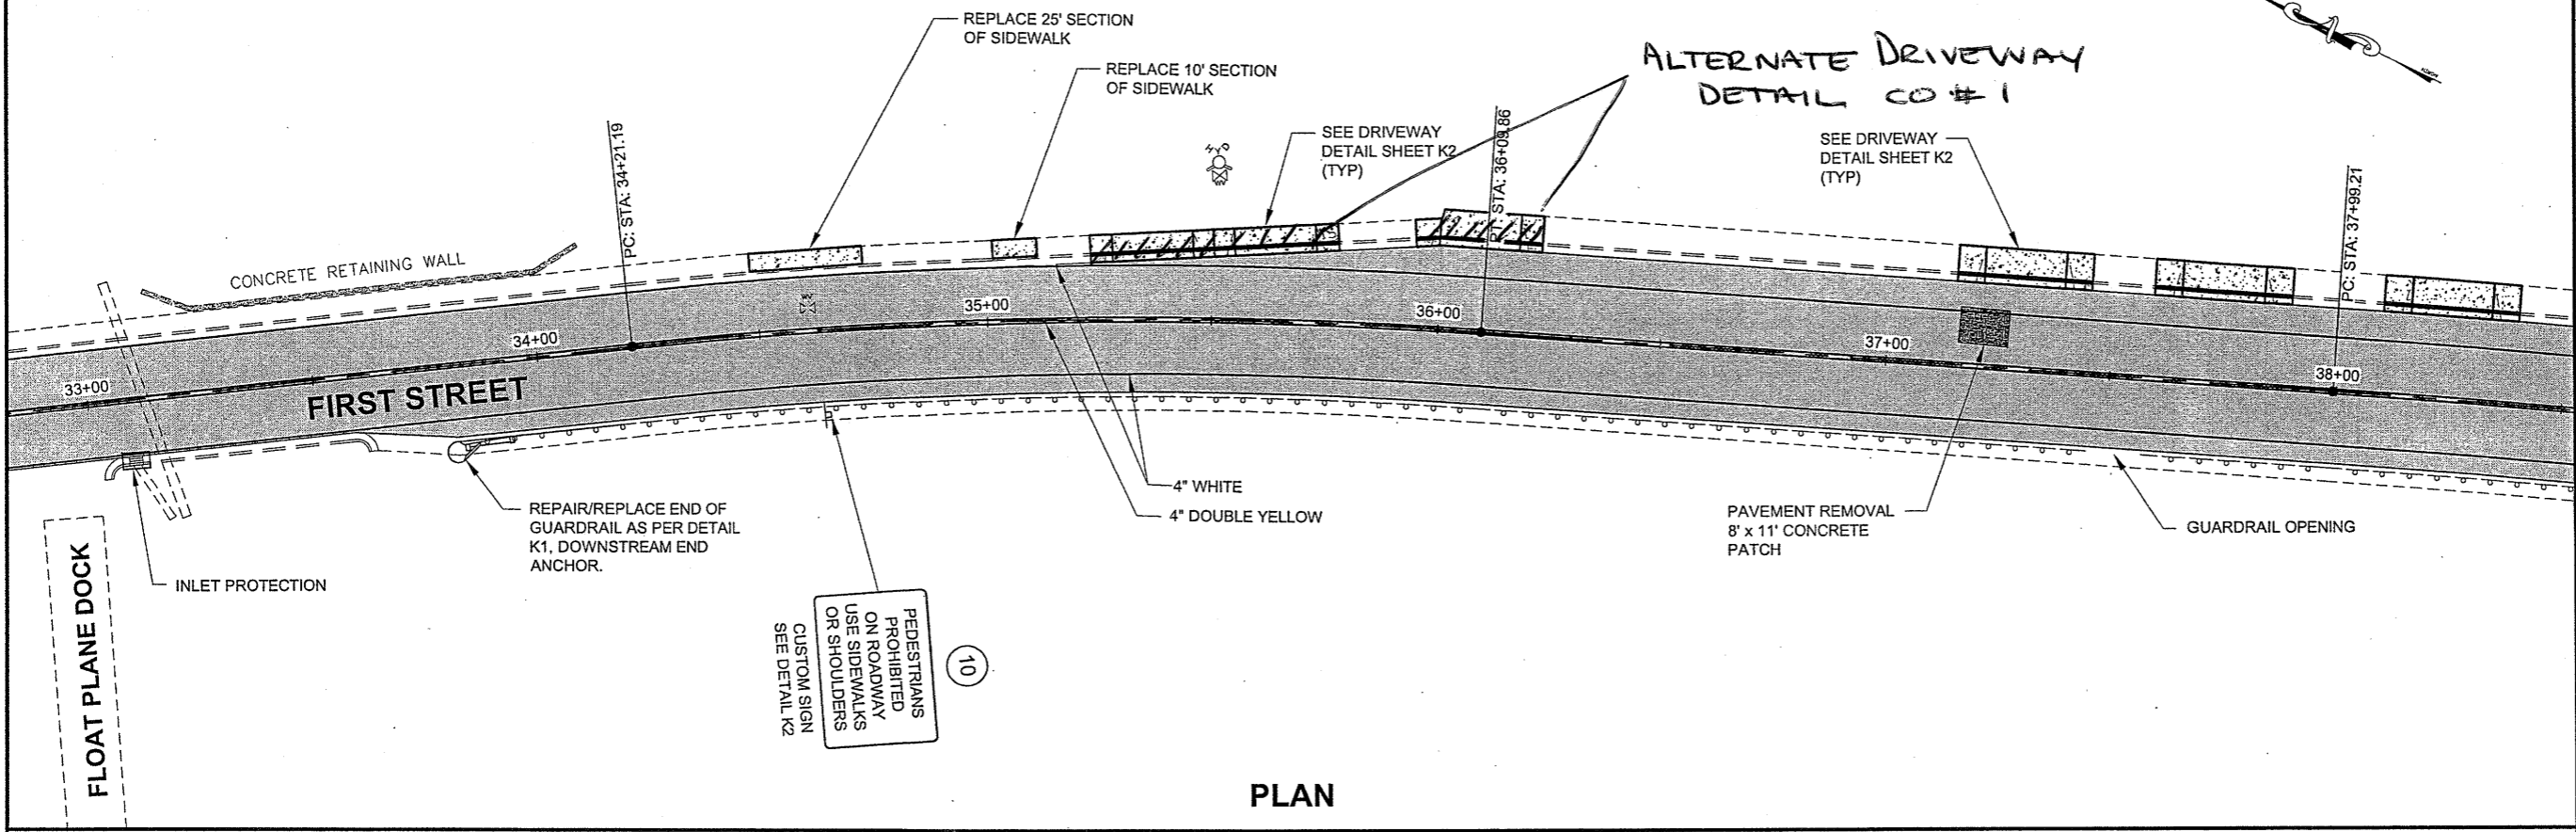 REPLACE 25' SECTION
OF SIDEWALK
REPLACE 10' SECTION
OF SIDEWALK
ALTERNATE DRIVEWAY
DETAIL CO # 1
SEE DRIVEWAY
DETAIL SHEET K2
(TYP)
SEE DRIVEWAY
DETAIL SHEET K2
(TYP)
HYD
PC: STA: 34+21.19
STA: 36+09.86
PC: STA: 37+99.21
CONCRETE RETAINING WALL
33+00
34+00
35+00
36+00
37+00
38+00
FIRST STREET
4" WHITE
4" DOUBLE YELLOW
REPAIR/REPLACE END OF
GUARDRAIL AS PER DETAIL
K1, DOWNSTREAM END
ANCHOR.
PAVEMENT REMOVAL
8' x 11' CONCRETE
PATCH
GUARDRAIL OPENING
INLET PROTECTION
FLOAT PLANE DOCK
PEDESTRIANS
PROHIBITED
ON ROADWAY
USE SIDEWALKS
OR SHOULDERS
CUSTOM SIGN
SEE DETAIL K2
10
PLAN